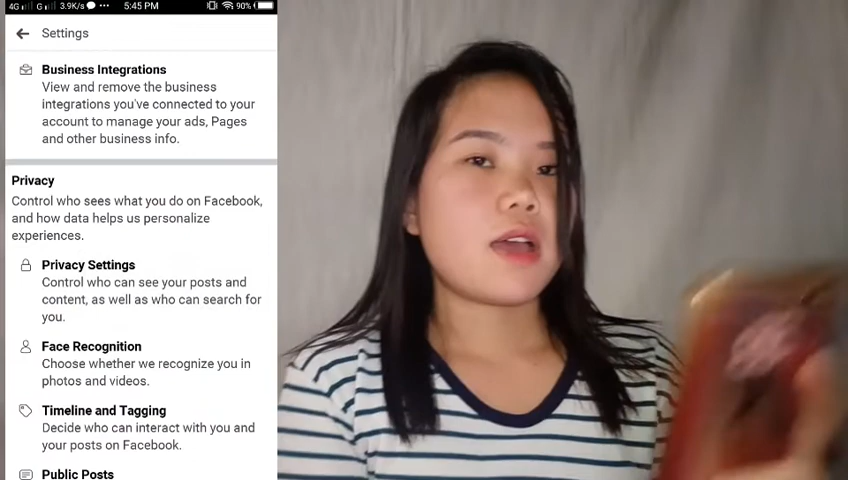 4G G 3.9K/s 5:45 PM 90%
Settings
Business Integrations
View and remove the business
integrations you've connected to your
account to manage your ads, Pages
and other business info.
Privacy
Control who sees what you do on Facebook,
and how data helps us personalize
experiences.
Privacy Settings
Control who can see your posts and
content, as well as who can search for
you.
Face Recognition
Choose whether we recognize you in
photos and videos.
Timeline and Tagging
Decide who can interact with you and
your posts on Facebook.
Public Posts